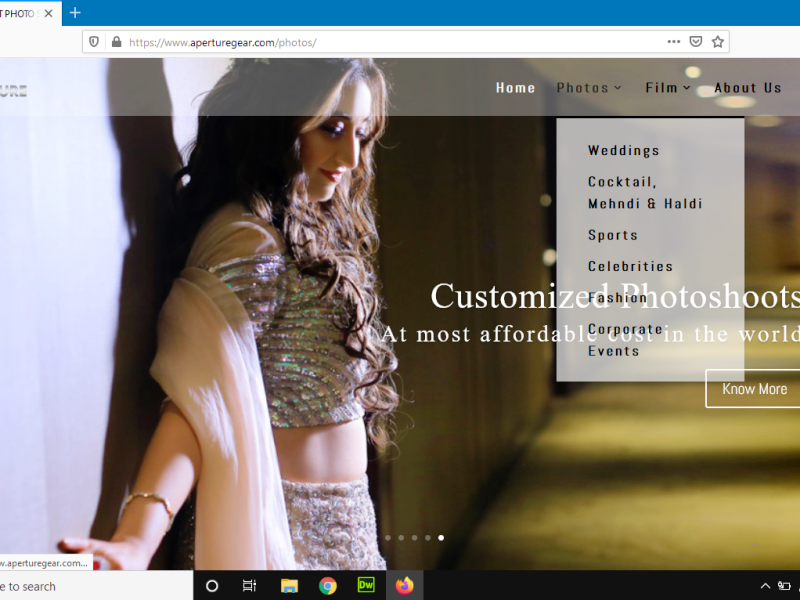 T PHOTO S
https://www.aperturegear.com/photos/
URE
Home Photos Film About Us
Weddings
Cocktail,
Mehndi & Haldi
Sports
Celebrities
Fashion
Corporate
Events
Customized Photoshoots
At most affordable cost in the world
Know More
w.aperturegear.com...
e to search
Dw